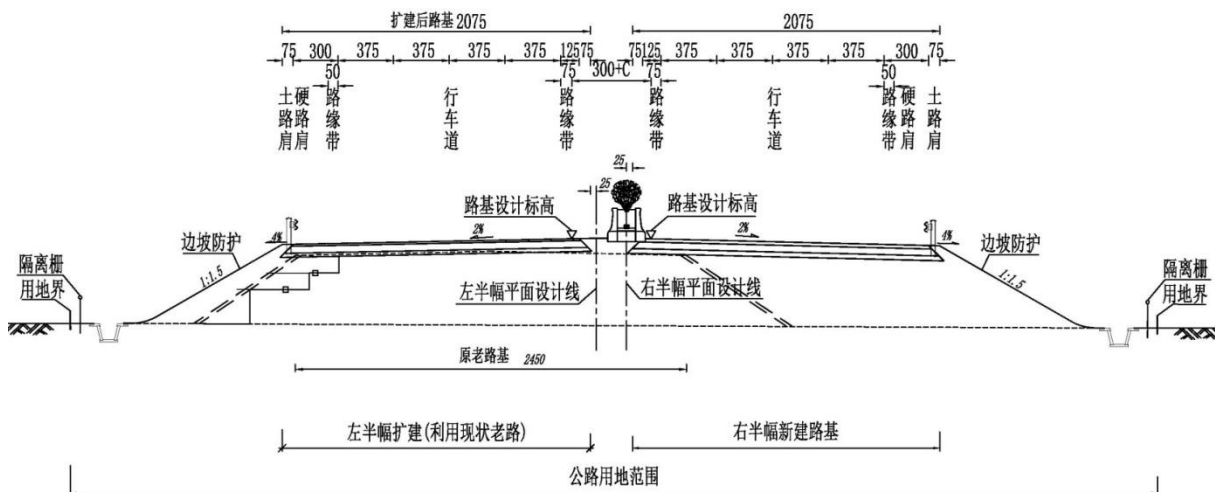 扩建后路基2075
2075
75 300 375 375 375 375 125 75
75 125 375 375 375 375 300 75
50
75
300+C
75
50
土路肩
硬路肩
路缘带
行车道
路缘带
路缘带
行车道
路缘带
硬路肩
土路肩
25
25
路基设计标高
路基设计标高
4%
2%
2%
4%
边坡防护
边坡防护
隔离栅
用地界
1:1.5
1:1.5
隔离栅
用地界
左半幅平面设计线
右半幅平面设计线
原老路基 2450
左半幅扩建(利用现状老路)
右半幅新建路基
公路用地范围